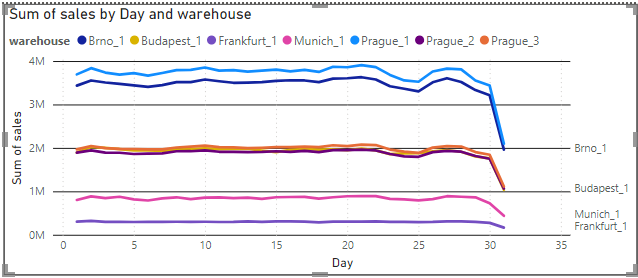 Sum of sales by Day and warehouse
warehouse Brno_1 Budapest_1 Frankfurt_1 Munich_1 Prague_1 Prague_2 Prague_3
4M
3M
2M
1M
0M
Sum of sales
Brno_1
Budapest_1
Munich_1
Frankfurt_1
0 5 10 15 20 25 30 35
Day